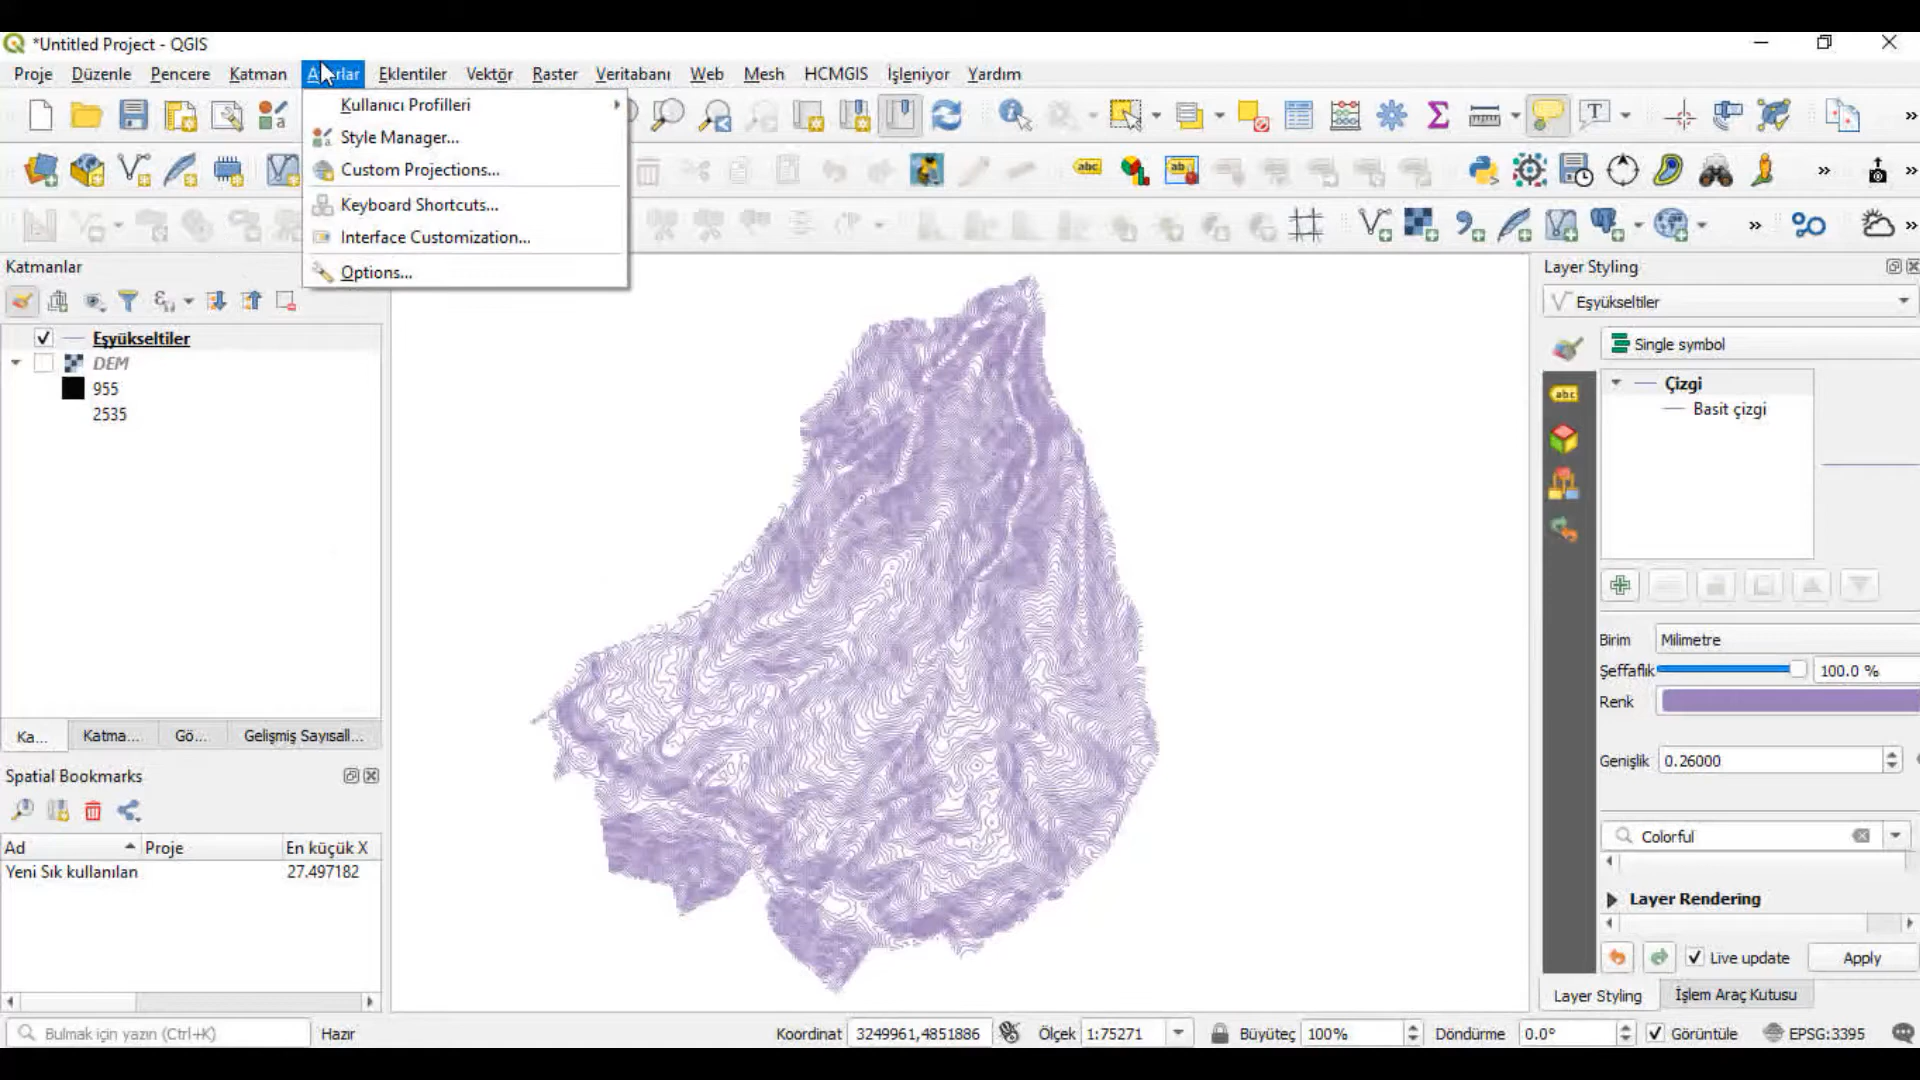 *Untitled Project - QGIS
Proje Düzenle Pencere Katman Eklentiler Vektör Raster Veritabanı Web Mesh HCMGIS İşleniyor Yardım
Kullanıcı Profilleri
Style Manager...
Custom Projections...
Keyboard Shortcuts...
Interface Customization...
Options...
Katmanlar
Eşyükseltiler
DEM
955
2535
Ka... Katma... Gö... Gelişmiş Sayısall...
Spatial Bookmarks
Ad Proje En küçük X
Yeni Sık kullanılan 27.497182
Layer Styling
Eşyükseltiler
Single symbol
Çizgi
Basit çizgi
Birim Milimetre
Şeffaflık 100.0 %
Renk
Genişlik 0.26000
Colorful
Layer Rendering
Live update Apply
Layer Styling İşlem Araç Kutusu
Bulmak için yazın (Ctrl+K) Hazır Koordinat 3249961,4851886 Ölçek 1:75271 Büyüteç 100% Döndürme 0.0° Görüntüle EPSG:3395